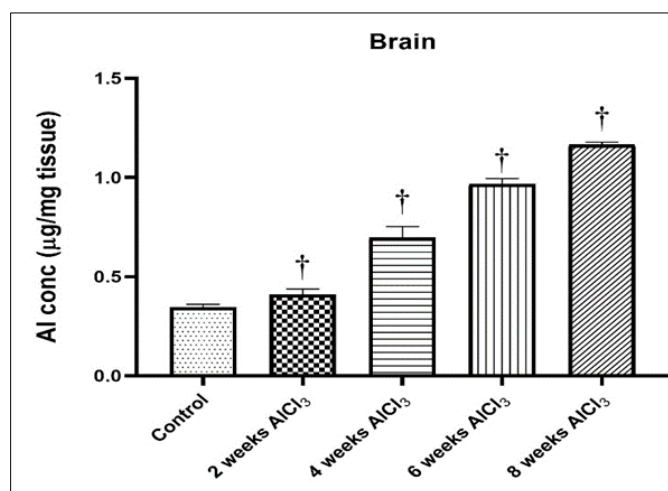 Brain
Al conc (μg/mg tissue)
1.5
1.0
0.5
0.0
†
†
†
†
Control
2 weeks AlCl₃
4 weeks AlCl₃
6 weeks AlCl₃
8 weeks AlCl₃